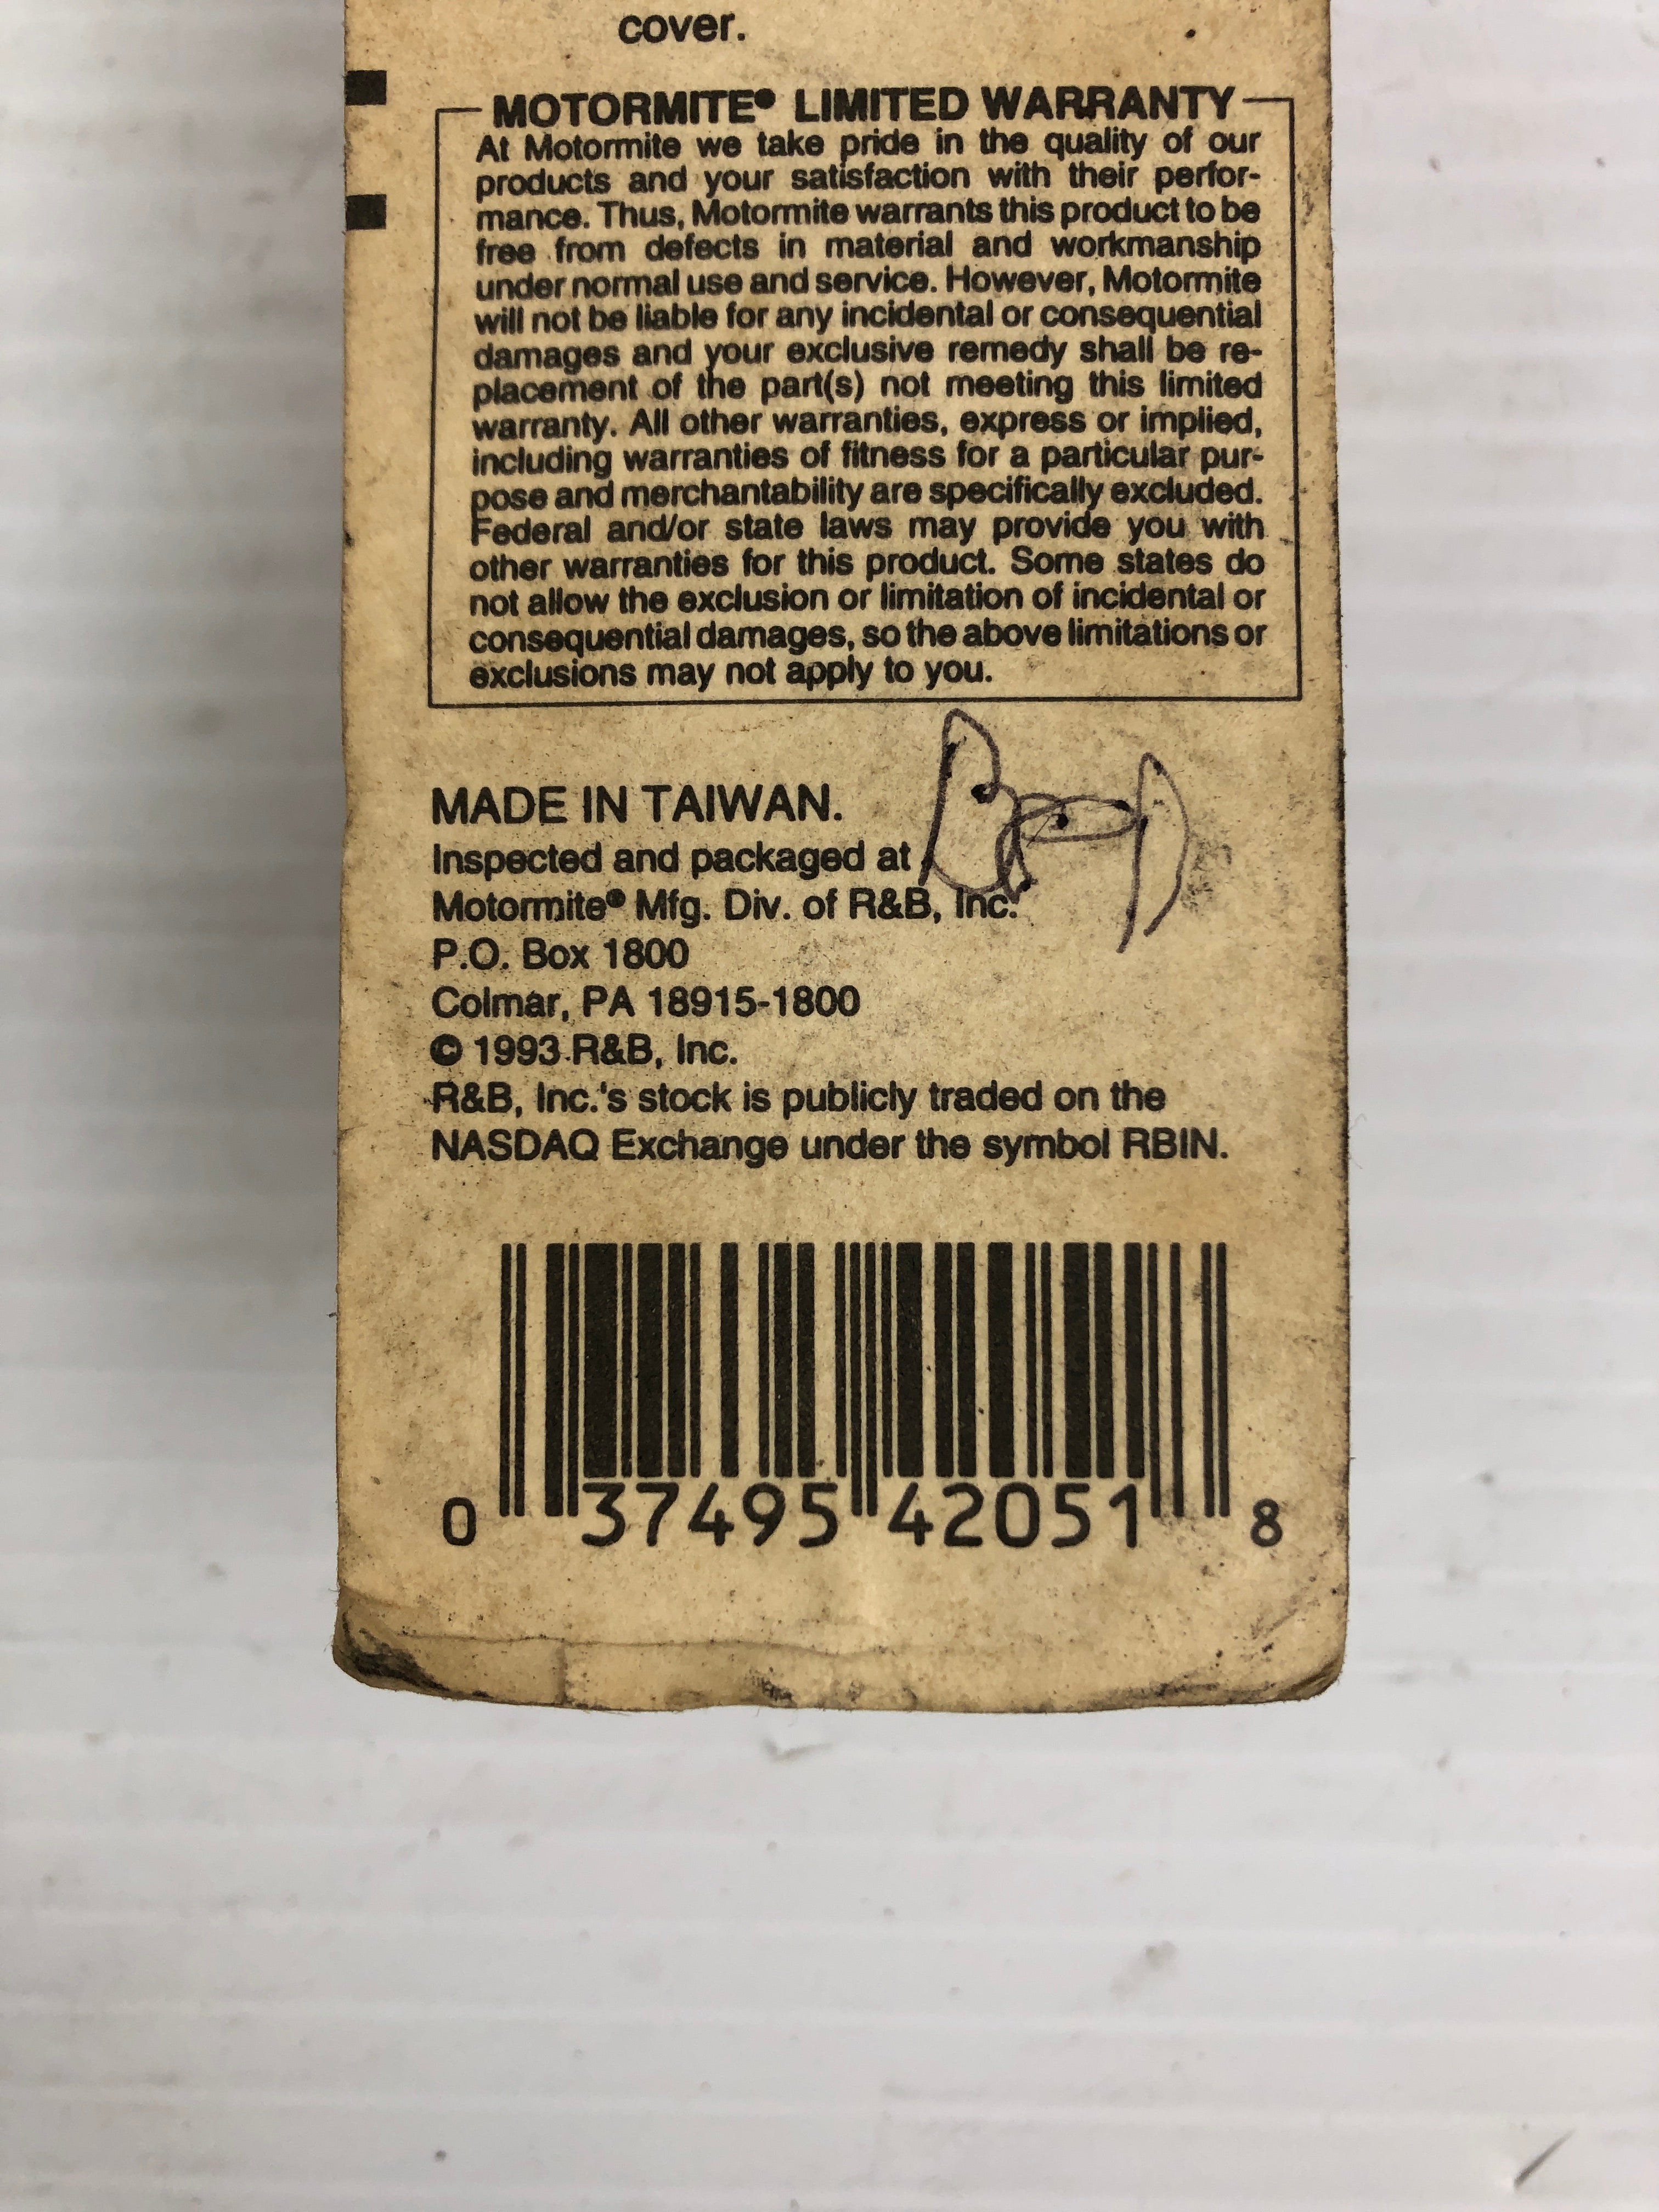 cover.
MOTORMITE® LIMITED WARRANTY
At Motormite we take pride in the quality of our
products and your satisfaction with their perfor-
mance. Thus, Motormite warrants this product to be
free from defects in material and workmanship
under normal use and service. However, Motormite
will not be liable for any incidental or consequential
damages and your exclusive remedy shall be re-
placement of the part(s) not meeting this limited
warranty. All other warranties, express or implied,
including warranties of fitness for a particular pur-
pose and merchantability are specifically excluded.
Federal and/or state laws may provide you with
other warranties for this product. Some states do
not allow the exclusion or limitation of incidental or
consequential damages, so the above limitations or
exclusions may not apply to you.
MADE IN TAIWAN.
Inspected and packaged at
Motormite® Mfg. Div. of R&B, Inc.
P.O. Box 1800
Colmar, PA 18915-1800
© 1993 R&B, Inc.
R&B, Inc.'s stock is publicly traded on the
NASDAQ Exchange under the symbol RBIN.
0 37495 42051 8